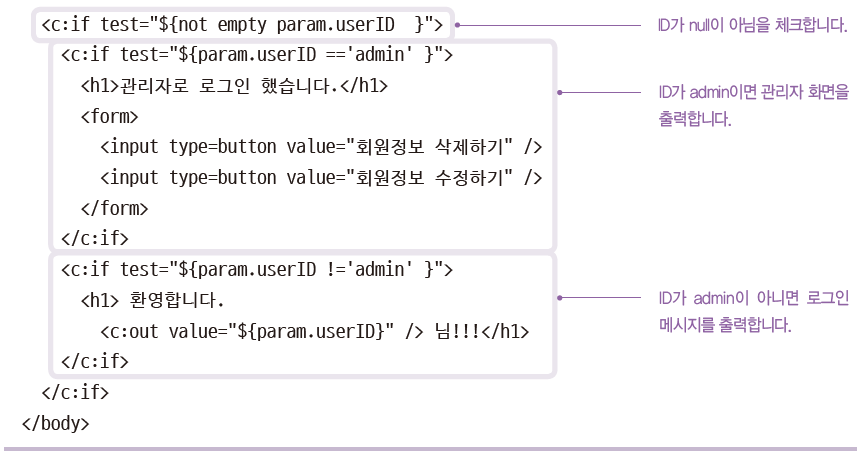 <c:if test="${not empty param.userID  }">
ID가 null이 아님을 체크합니다.
<c:if test="${param.userID =='admin' }">
<h1>관리자로 로그인 했습니다.</h1>
<form>
<input type=button value="회원정보 삭제하기" />
<input type=button value="회원정보 수정하기" />
</form>
</c:if>
ID가 admin이면 관리자 화면을
출력합니다.
<c:if test="${param.userID !='admin' }">
<h1> 환영합니다.
<c:out value="${param.userID}" /> 님!!!</h1>
</c:if>
ID가 admin이 아니면 로그인
메시지를 출력합니다.
</c:if>
</body>